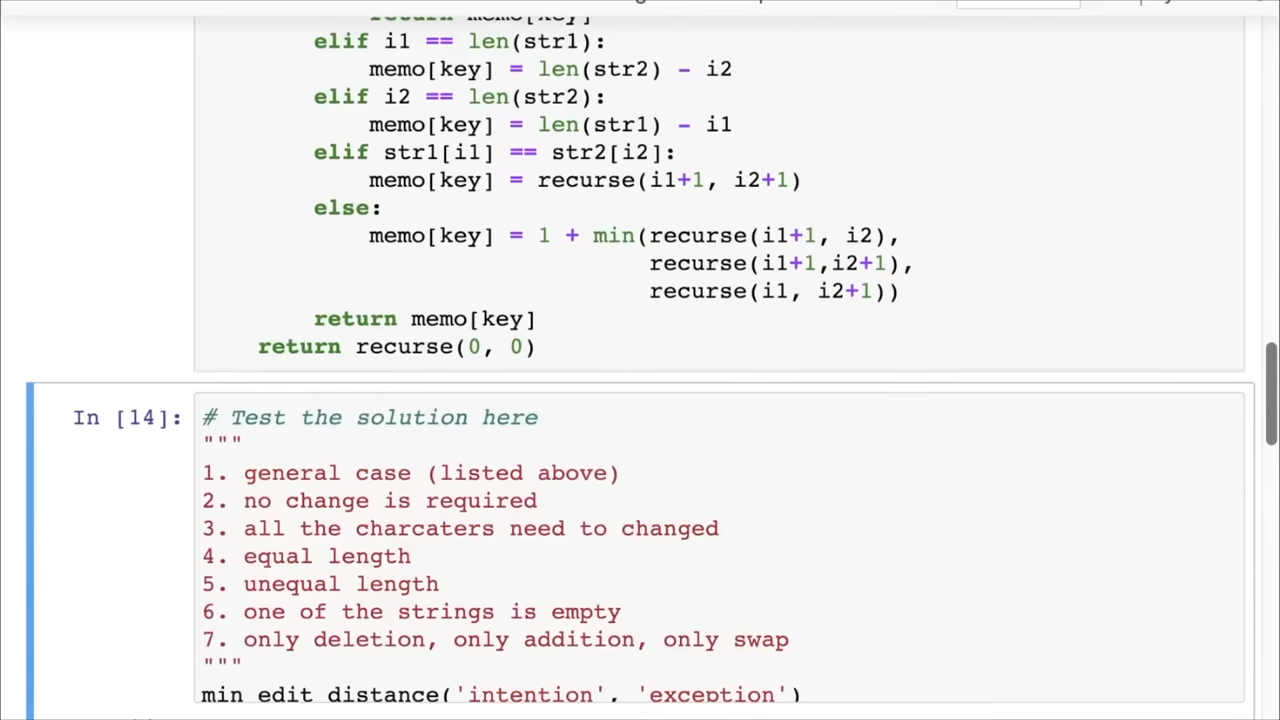 return memo[key]
elif i1 == len(str1):
memo[key] = len(str2) - i2
elif i2 == len(str2):
memo[key] = len(str1) - i1
elif str1[i1] == str2[i2]:
memo[key] = recurse(i1+1, i2+1)
else:
memo[key] = 1 + min(recurse(i1+1, i2),
recurse(i1+1,i2+1),
recurse(i1, i2+1))
return memo[key]
return recurse(0, 0)
In [14]:
# Test the solution here
"""
1. general case (listed above)
2. no change is required
3. all the charcaters need to changed
4. equal length
5. unequal length
6. one of the strings is empty
7. only deletion, only addition, only swap
"""
min_edit_distance('intention', 'exception')